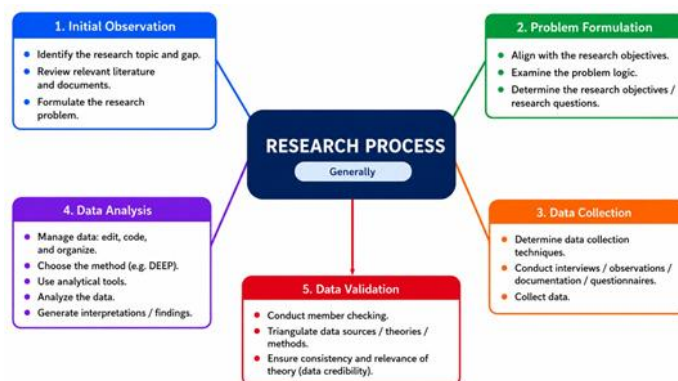 1. Initial Observation
Identify the research topic and gap.
Review relevant literature
and documents.
Formulate the research
problem.
2. Problem Formulation
Align with the research objectives.
Examine the problem logic.
Determine the research objectives /
research questions.
RESEARCH PROCESS
Generally
4. Data Analysis
Manage data: edit, code,
and organize.
Choose the method (e.g. DEEP).
Use analytical tools.
Analyze the data.
Generate interpretations / findings.
3. Data Collection
Determine data collection
techniques.
Conduct interviews / observations /
documentation / questionnaires.
Collect data.
5. Data Validation
Conduct member checking.
Triangulate data sources / theories /
methods.
Ensure consistency and relevance of
theory (data credibility).